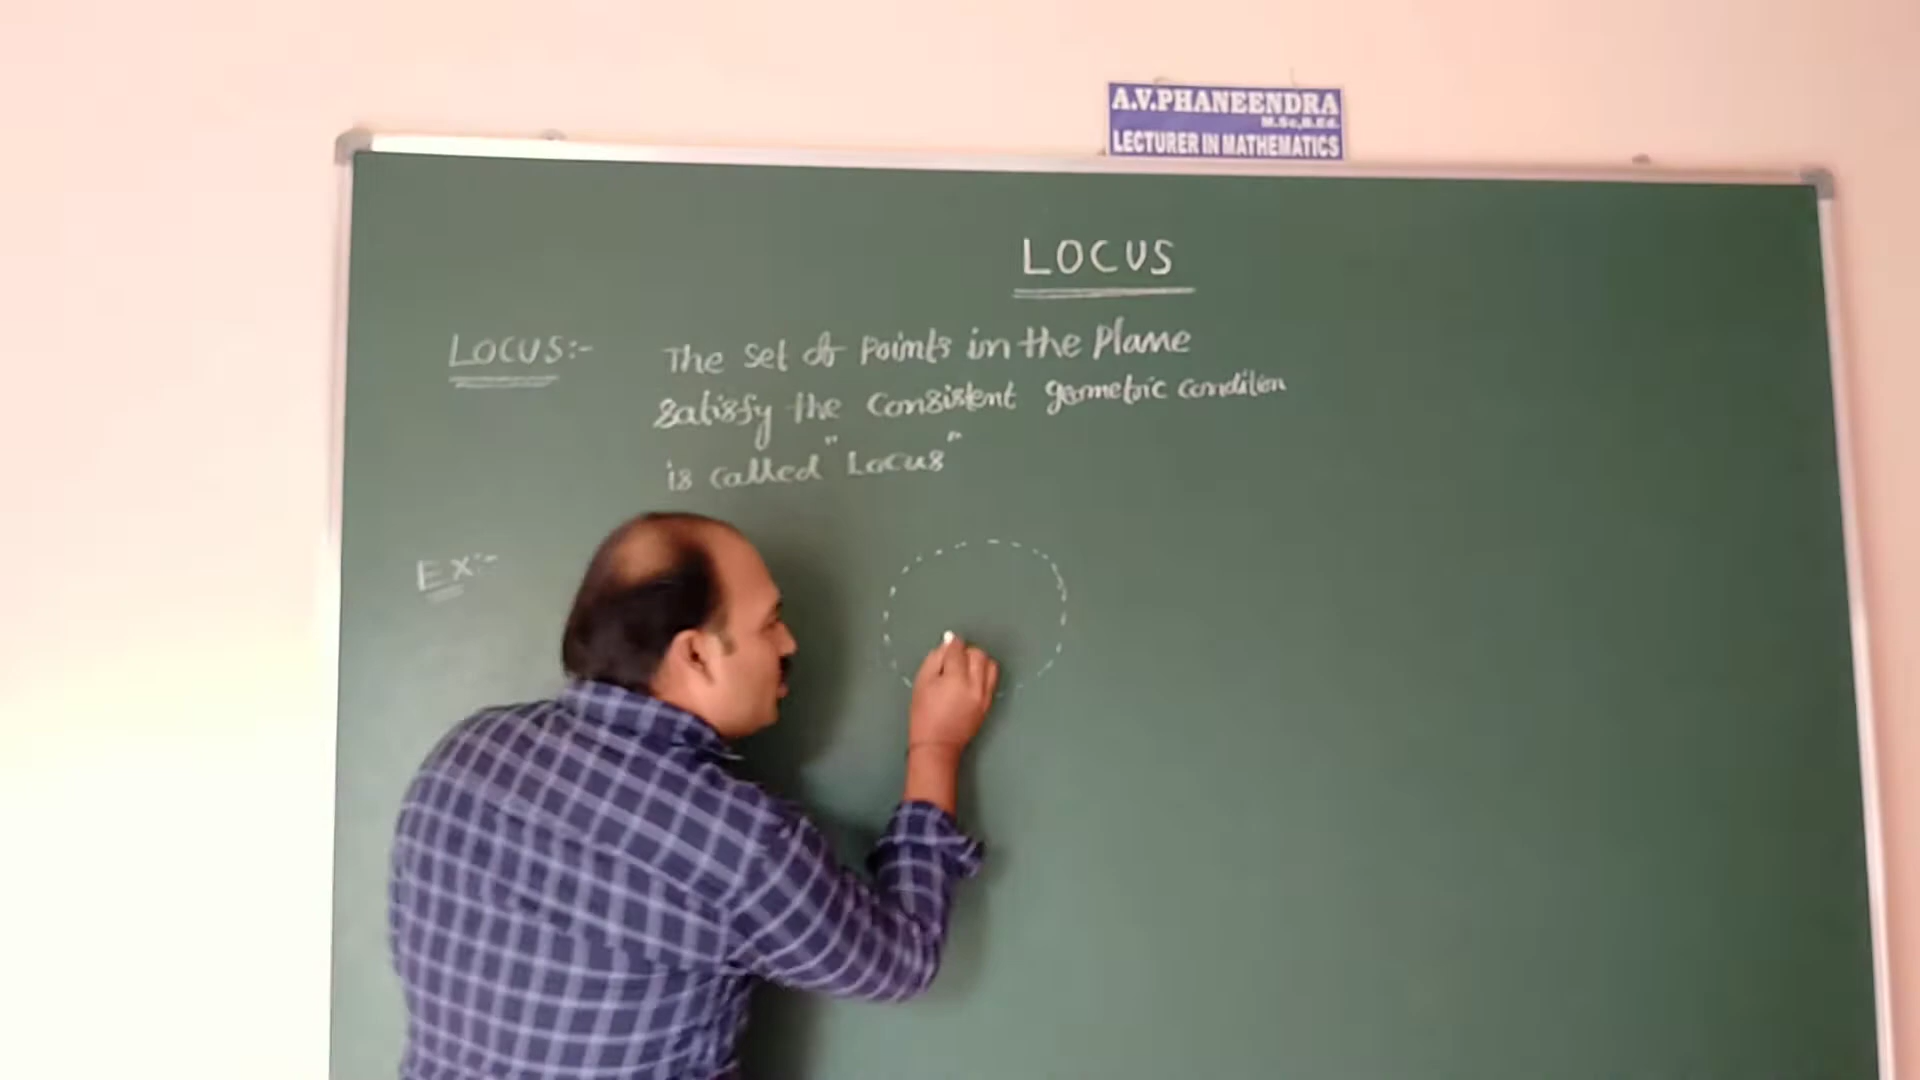 A.V.PHANEENDRA
M.Sc,B.Ed.
LECTURER IN MATHEMATICS
LOCUS
LOCUS:- The set of points in the plane
satisfy the consistent geometric condition
is called "Locus"
Ex:-